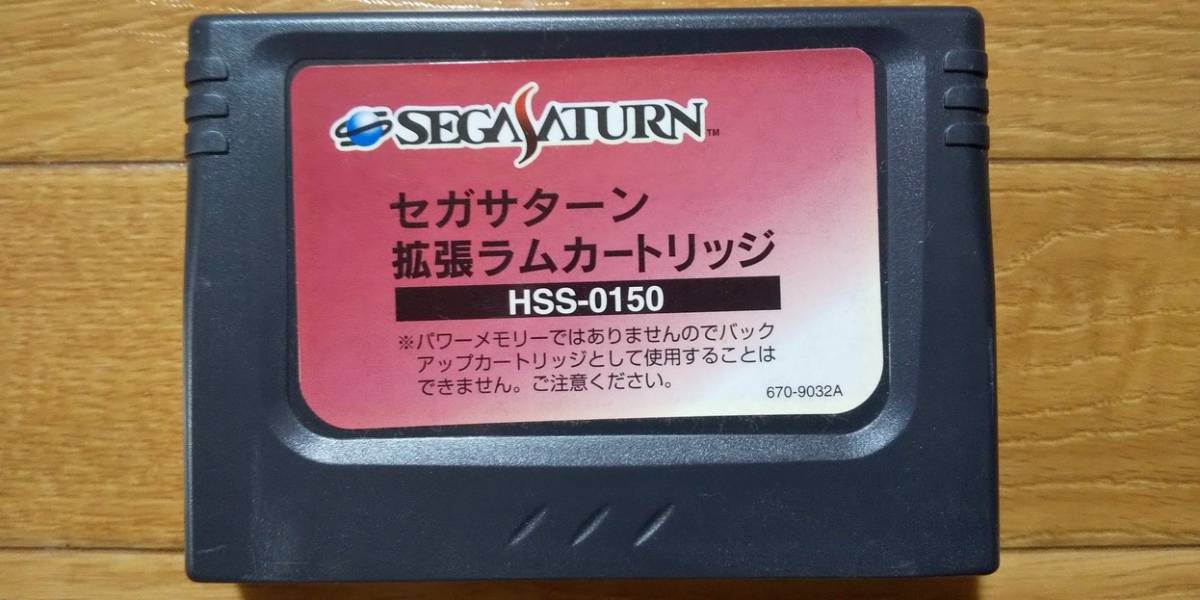 SEGASATURN™
セガサターン
拡張ラムカートリッジ
HSS-0150
※パワーメモリーではありませんのでバック
アップカートリッジとして使用することは
できません。ご注意ください。
670-9032A